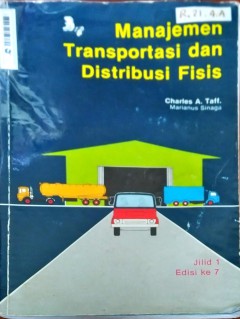 Manajemen
Transportasi dan
Distribusi Fisis
Charles A. Taff.
Marianus Sinaga
Jilid 1
Edisi ke 7